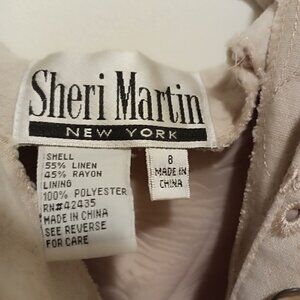 Sheri Martin
NEW YORK
SHELL
55% LINEN
45% RAYON
LINING
100% POLYESTER
RN#42435
MADE IN CHINA
SEE REVERSE
FOR CARE
8
MADE IN
CHINA